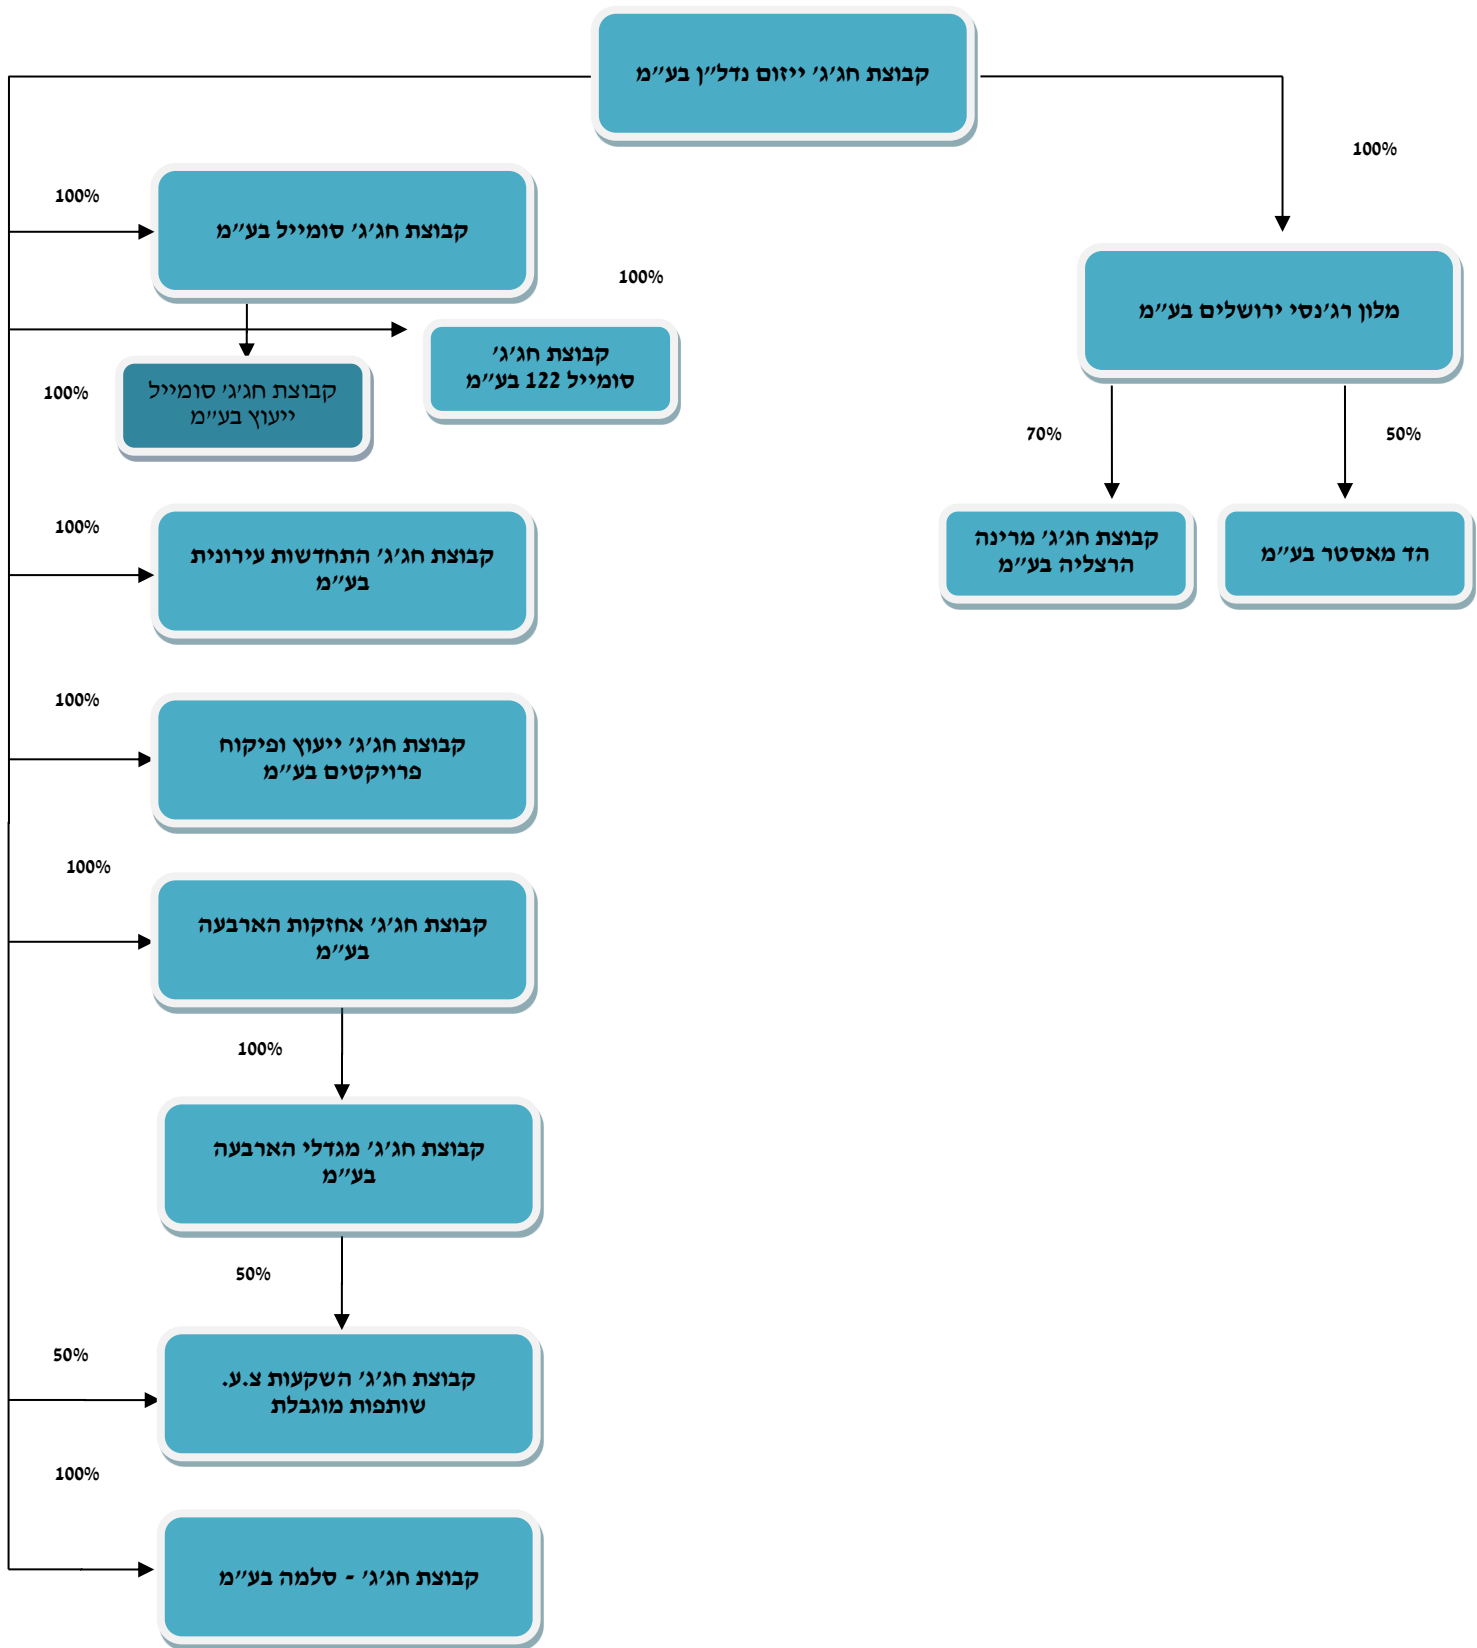 קבוצת חג'ג' ייזום נדל"ן בע"מ
100%
100%
קבוצת חג'ג' סומייל בע"מ
מלון רג'נסי ירושלים בע"מ
100%
קבוצת חג'ג'
סומייל 122 בע"מ
100%
קבוצת חג'ג' סומייל
ייעוץ בע"מ
70%
50%
קבוצת חג'ג' מרינה
הרצליה בע"מ
הד מאסטר בע"מ
100%
קבוצת חג'ג' התחדשות עירונית
בע"מ
100%
קבוצת חג'ג' ייעוץ ופיקוח
פרויקטים בע"מ
100%
קבוצת חג'ג' אחזקות הארבעה
בע"מ
100%
קבוצת חג'ג' מגדלי הארבעה
בע"מ
50%
50%
קבוצת חג'ג' השקעות צ.ע.
שותפות מוגבלת
100%
קבוצת חג'ג' - סלמה בע"מ